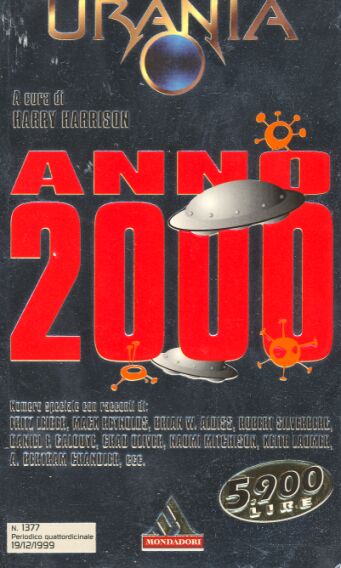 URANIA
A cura di
HARRY HARRISON
ANNO
2000
Numero speciale con racconti di:
FRITZ LEIBER, MACK REYNOLDS, BRIAN W. ALDISS, ROBERT SILVERBERG,
DANIEL F. GALOUYE, CHAD OLIVER, NAOMI MITCHISON, KEITH LAUMER,
A. BERTRAM CHANDLER, ecc.
5.900
LIRE
N. 1377
Periodico quattordicinale
19/12/1999
MONDADORI